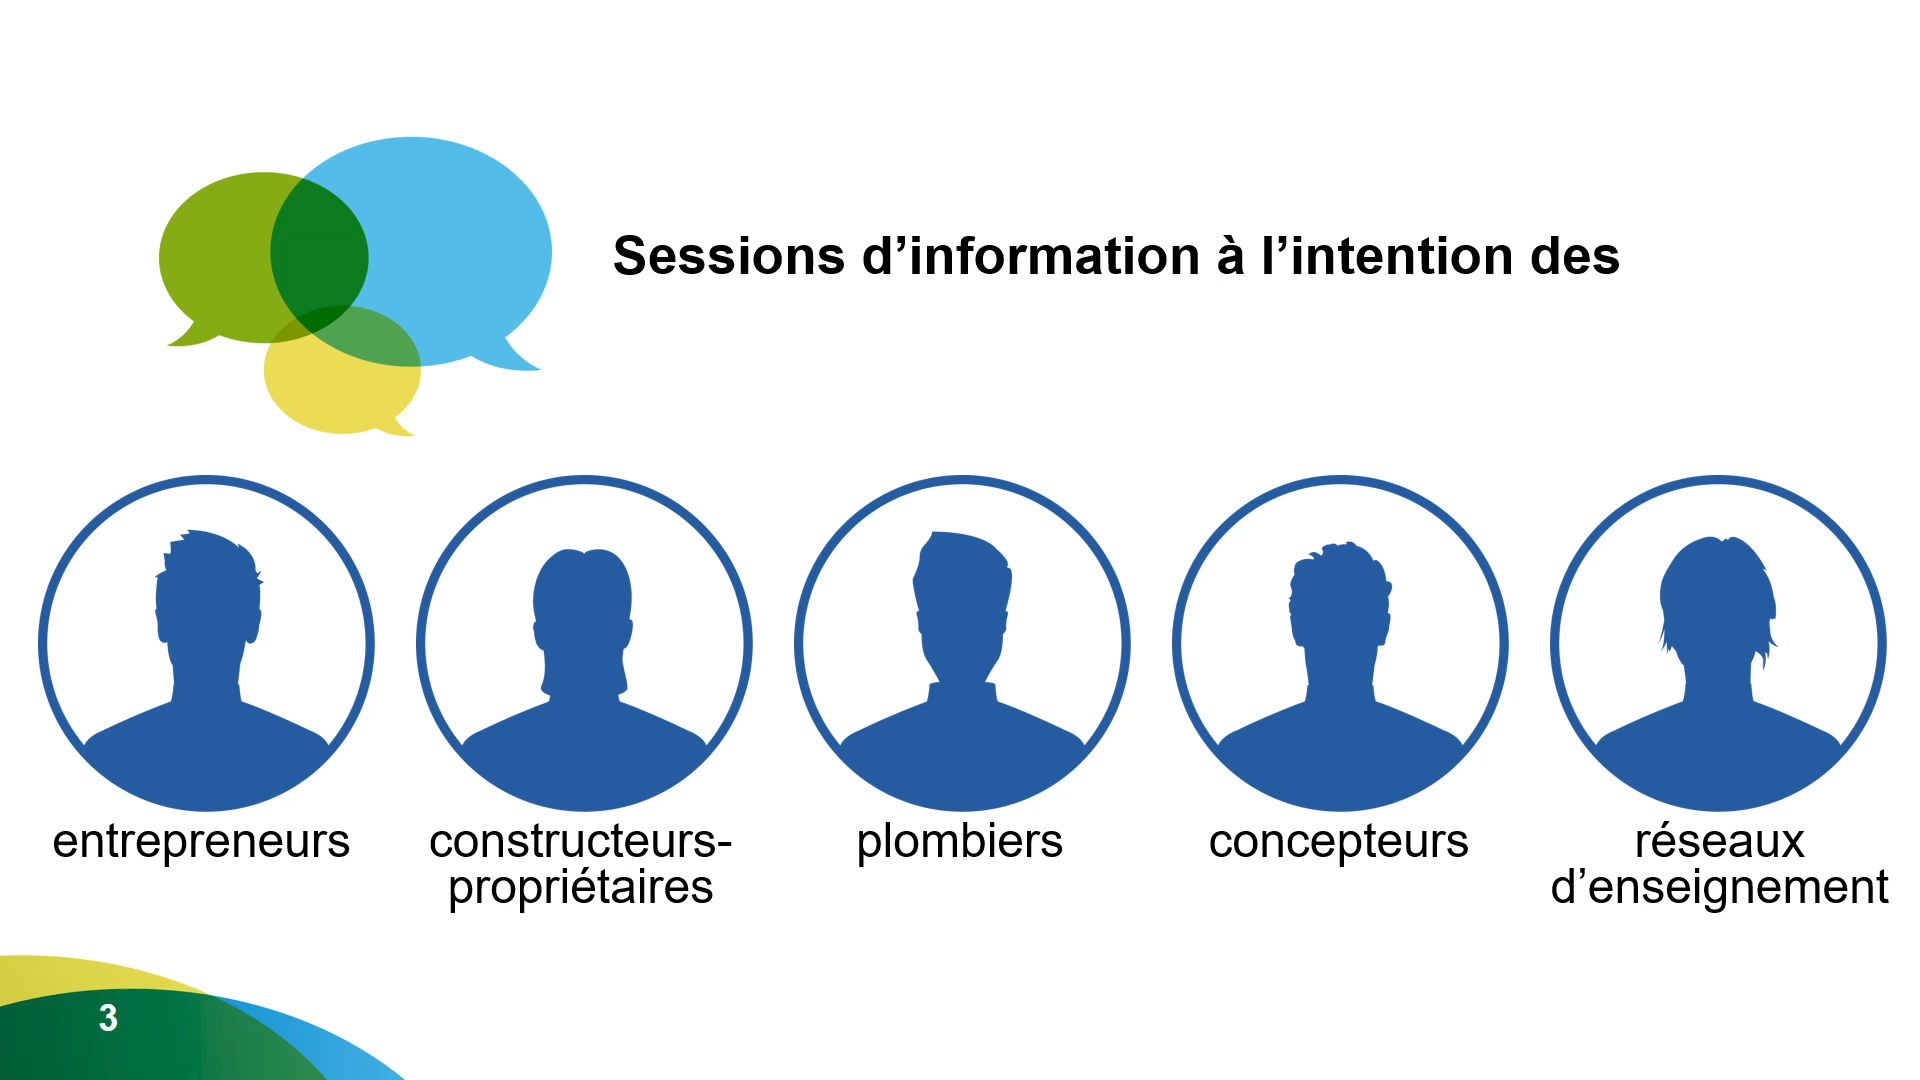 Sessions d’information à l’intention des
entrepreneurs
constructeurs-
propriétaires
plombiers
concepteurs
réseaux
d’enseignement
3